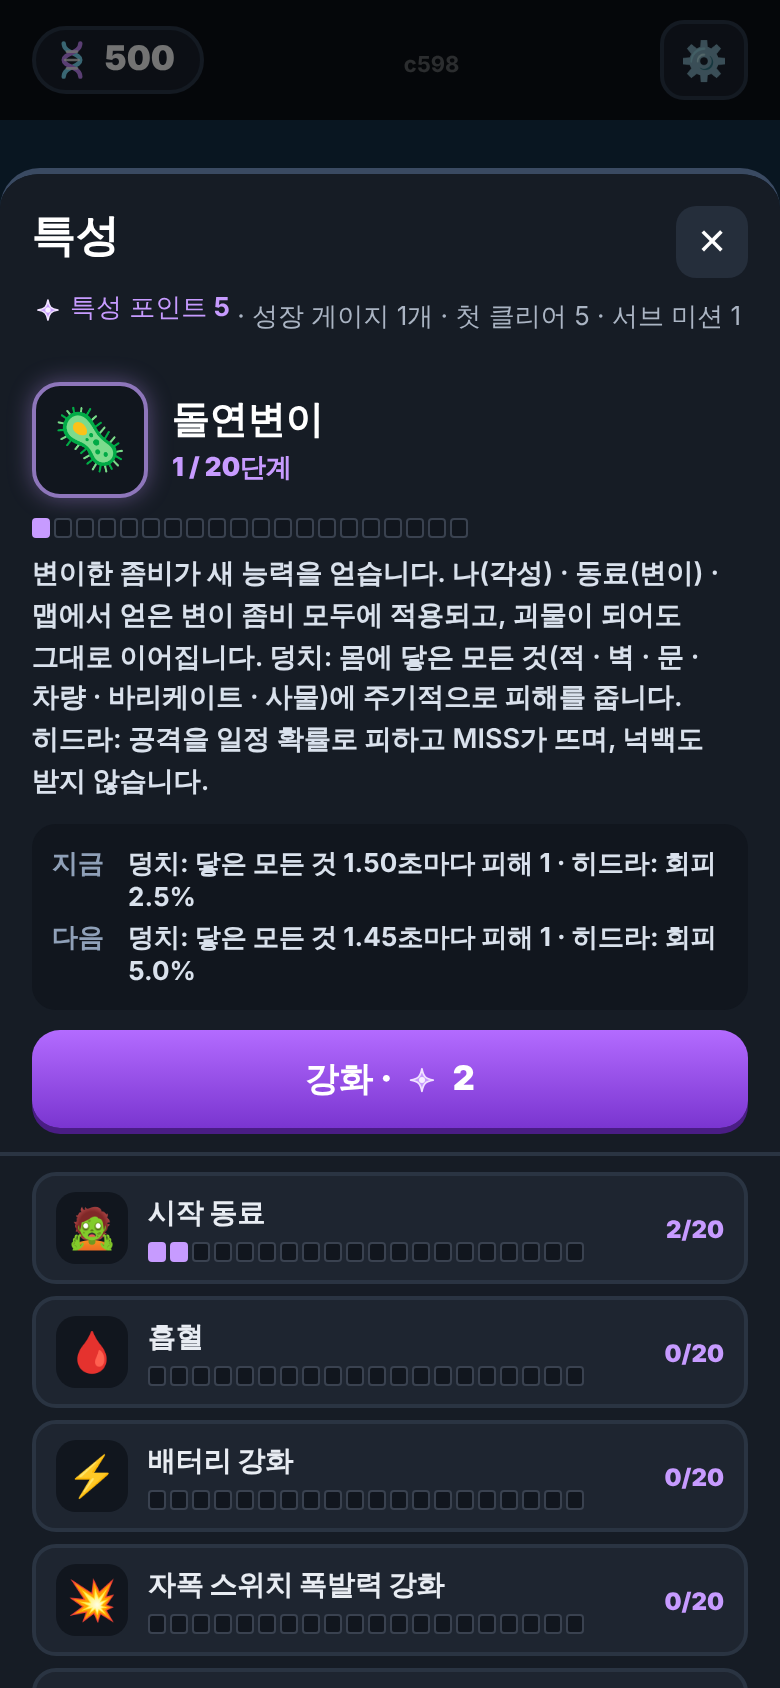 500
c598
특성
특성 포인트 5 · 성장 게이지 1개 · 첫 클리어 5 · 서브 미션 1
돌연변이
1 / 20단계
변이한 좀비가 새 능력을 얻습니다. 나(각성) · 동료(변이) ·
맵에서 얻은 변이 좀비 모두에 적용되고, 괴물이 되어도
그대로 이어집니다. 덩치: 몸에 닿은 모든 것(적 · 벽 · 문 ·
차량 · 바리케이트 · 사물)에 주기적으로 피해를 줍니다.
히드라: 공격을 일정 확률로 피하고 MISS가 뜨며, 넉백도
받지 않습니다.
지금 덩치: 닿은 모든 것 1.50초마다 피해 1 · 히드라: 회피
2.5%
다음 덩치: 닿은 모든 것 1.45초마다 피해 1 · 히드라: 회피
5.0%
강화 · 2
시작 동료
2/20
흡혈
0/20
배터리 강화
0/20
자폭 스위치 폭발력 강화
0/20